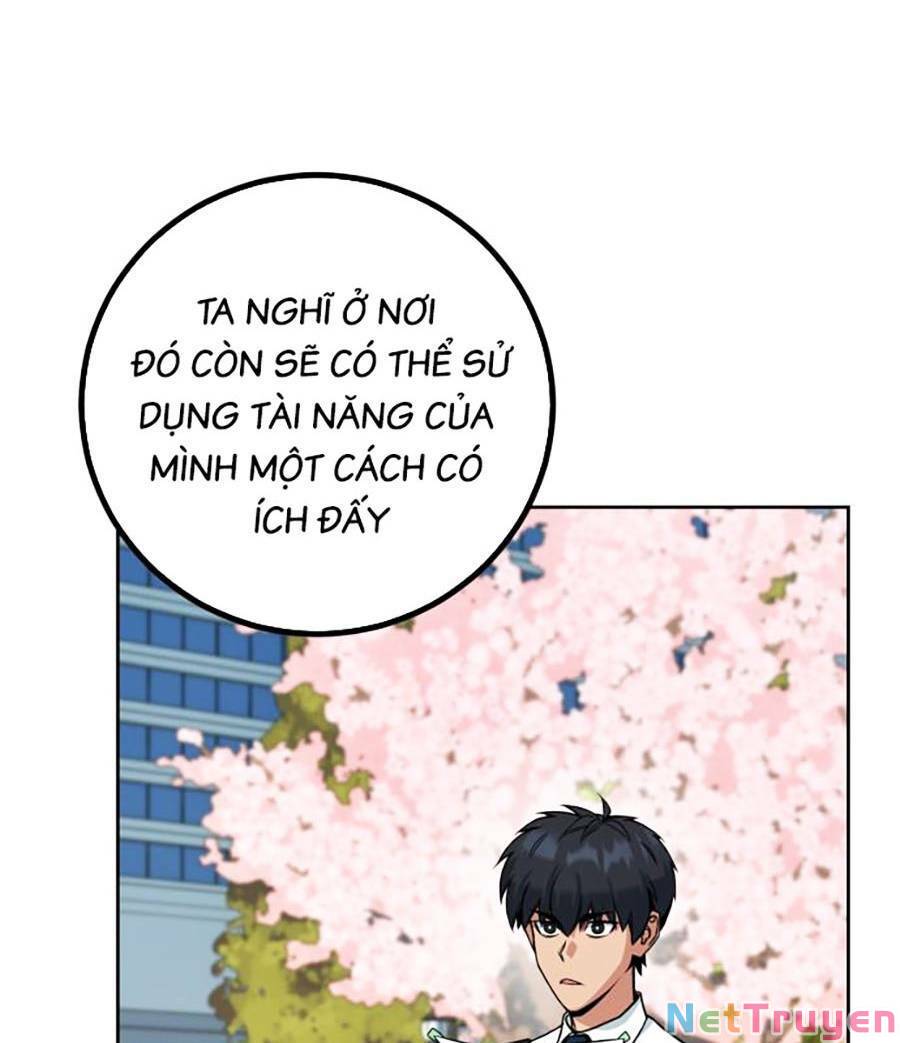 TA NGHĨ Ở NƠI
ĐÓ CÒN SẼ CÓ THỂ SỬ
DỤNG TÀI NĂNG CỦA
MÌNH MỘT CÁCH CÓ
ÍCH ĐẤY
NetTruyen